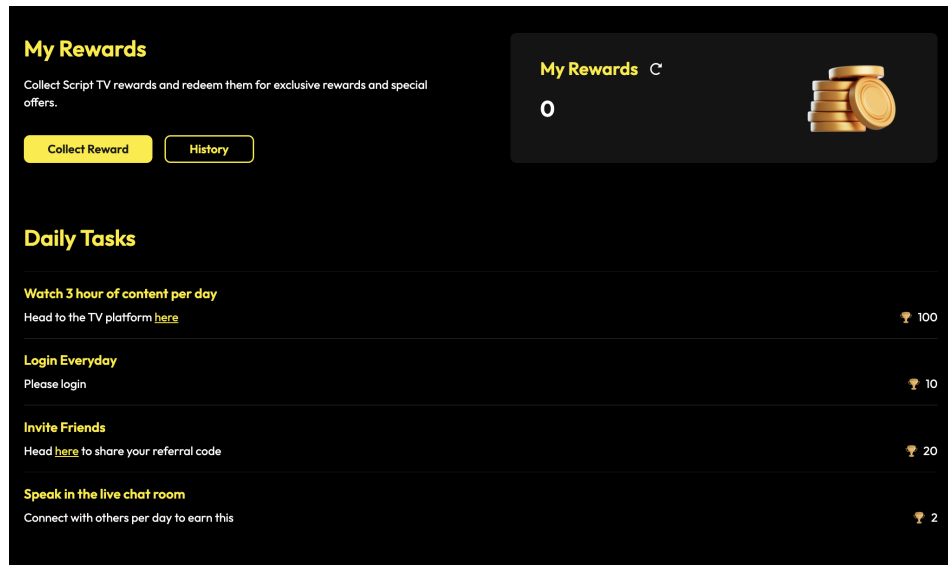 My Rewards
Collect Script TV rewards and redeem them for exclusive rewards and special
offers.
Collect Reward
History
My Rewards
0
Daily Tasks
Watch 3 hour of content per day
Head to the TV platform here
100
Login Everyday
Please login
10
Invite Friends
Head here to share your referral code
20
Speak in the live chat room
Connect with others per day to earn this
2